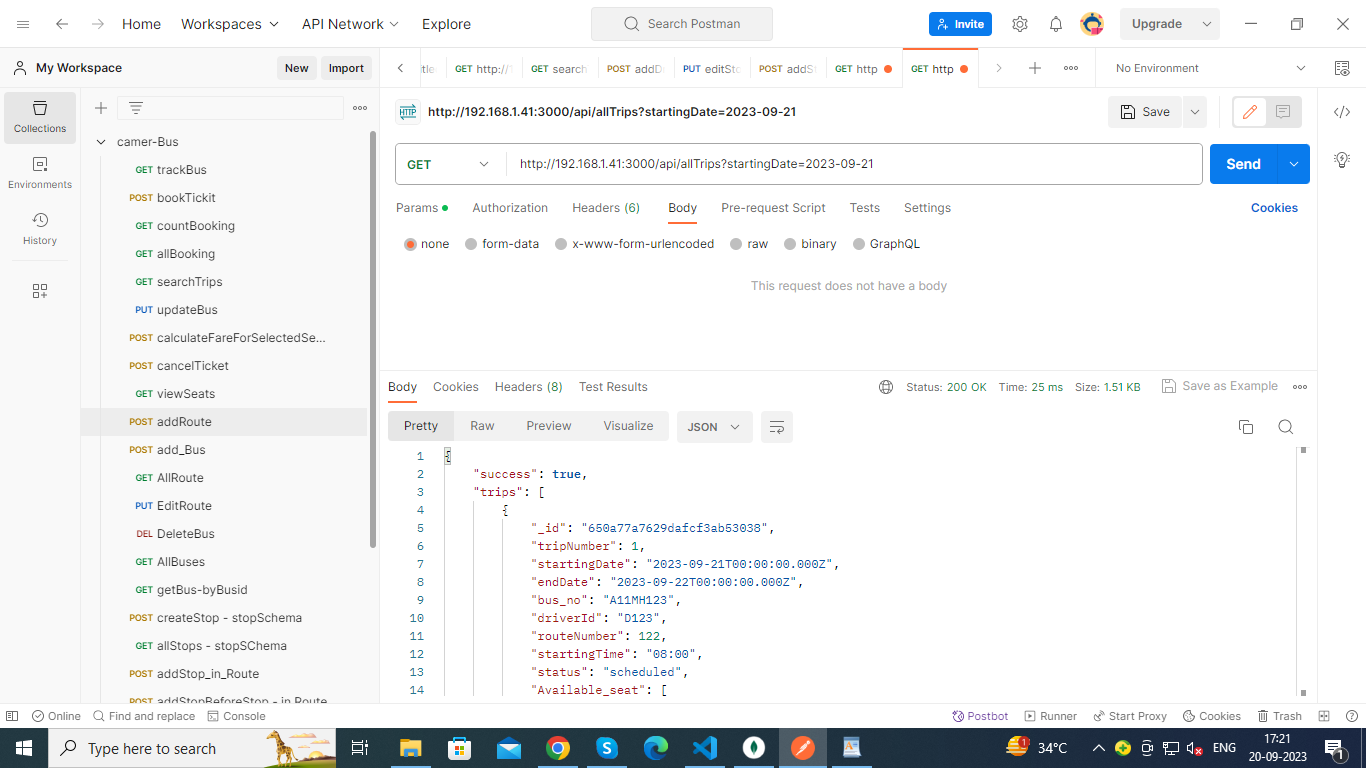 Home Workspaces API Network Explore Search Postman Invite Upgrade
My Workspace New Import
GET http:// GET search POST addD PUT editSto POST addS GET http GET http No Environment
Collections
Environments
History
camer-Bus
GET trackBus
POST bookTickit
GET countBooking
GET allBooking
GET searchTrips
PUT updateBus
POST calculateFareForSelectedSe...
POST cancelTicket
GET viewSeats
POST addRoute
POST add_Bus
GET AllRoute
PUT EditRoute
DEL DeleteBus
GET AllBuses
GET getBus-byBusid
POST createStop - stopSchema
GET allStops - stopSChema
POST addStop_in_Route
POST addStopBeforeStop - in Route
HTTP http://192.168.1.41:3000/api/allTrips?startingDate=2023-09-21 Save
GET http://192.168.1.41:3000/api/allTrips?startingDate=2023-09-21 Send
Params Authorization Headers (6) Body Pre-request Script Tests Settings Cookies
none form-data x-www-form-urlencoded raw binary GraphQL
This request does not have a body
Body Cookies Headers (8) Test Results Status: 200 OK Time: 25 ms Size: 1.51 KB Save as Example
Pretty Raw Preview Visualize JSON
1 {
2 "success": true,
3 "trips": [
4 {
5 "_id": "650a77a7629dafcf3ab53038",
6 "tripNumber": 1,
7 "startingDate": "2023-09-21T00:00:00.000Z",
8 "endDate": "2023-09-22T00:00:00.000Z",
9 "bus_no": "A11MH123",
10 "driverId": "D123",
11 "routeNumber": 122,
12 "startingTime": "08:00",
13 "status": "scheduled",
14 "Available_seat": [
Online Find and replace Console Postbot Runner Start Proxy Cookies Trash
Type here to search 1 34°C ENG 17:21
20-09-2023 1